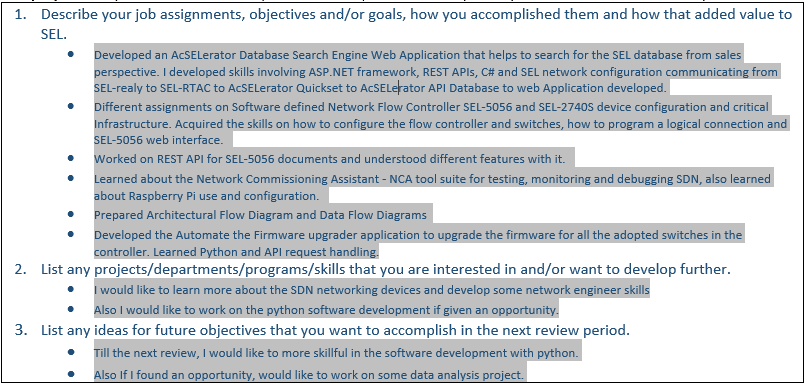 1. Describe your job assignments, objectives and/or goals, how you accomplished them and how that added value to
SEL.
• Developed an AcSELerator Database Search Engine Web Application that helps to search for the SEL database from sales
perspective. I developed skills involving ASP.NET framework, REST APIs, C# and SEL network configuration communicating from
SEL-realy to SEL-RTAC to AcSELerator Quickset to AcSELerator API Database to web Application developed.
• Different assignments on Software defined Network Flow Controller SEL-5056 and SEL-2740S device configuration and critical
Infrastructure. Acquired the skills on how to configure the flow controller and switches, how to program a logical connection and
SEL-5056 web interface.
• Worked on REST API for SEL-5056 documents and understood different features with it.
• Learned about the Network Commissioning Assistant - NCA tool suite for testing, monitoring and debugging SDN, also learned
about Raspberry Pi use and configuration.
• Prepared Architectural Flow Diagram and Data Flow Diagrams
• Developed the Automate the Firmware upgrader application to upgrade the firmware for all the adopted switches in the
controller. Learned Python and API request handling.
2. List any projects/departments/programs/skills that you are interested in and/or want to develop further.
• I would like to learn more about the SDN networking devices and develop some network engineer skills
• Also I would like to work on the python software development if given an opportunity.
3. List any ideas for future objectives that you want to accomplish in the next review period.
• Till the next review, I would like to more skillful in the software development with python.
• Also If I found an opportunity, would like to work on some data analysis project.